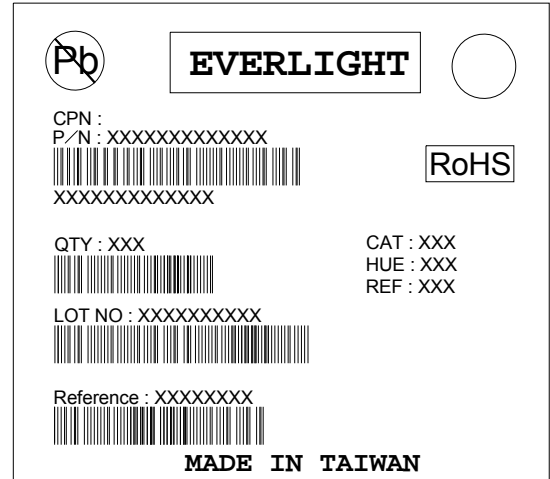 Pb
EVERLIGHT
CPN :
P/N : XXXXXXXXXXXXX
RoHS
XXXXXXXXXXXXX
QTY : XXX
CAT : XXX
HUE : XXX
REF : XXX
LOT NO : XXXXXXXXXX
Reference : XXXXXXXX
MADE IN TAIWAN